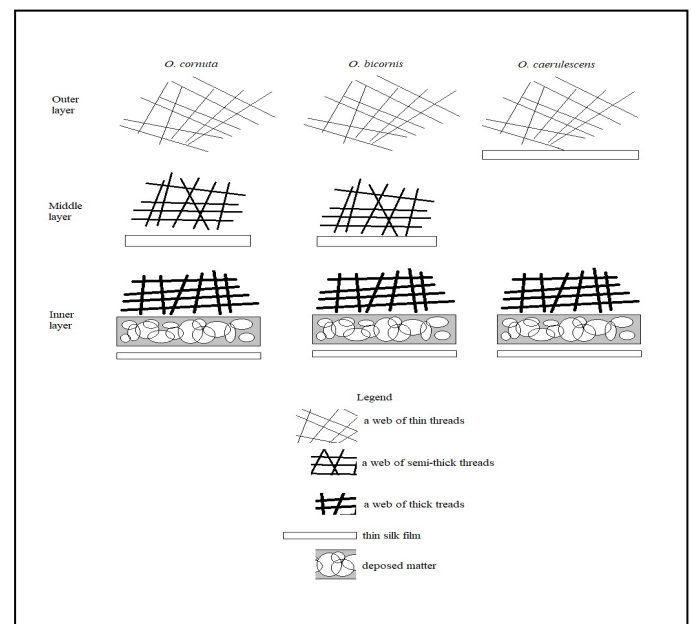 O. cornuta
O. bicornis
O. caerulescens
Outer
layer
Middle
layer
Inner
layer
Legend
a web of thin threads
a web of semi-thick threads
a web of thick treads
thin silk film
deposed matter